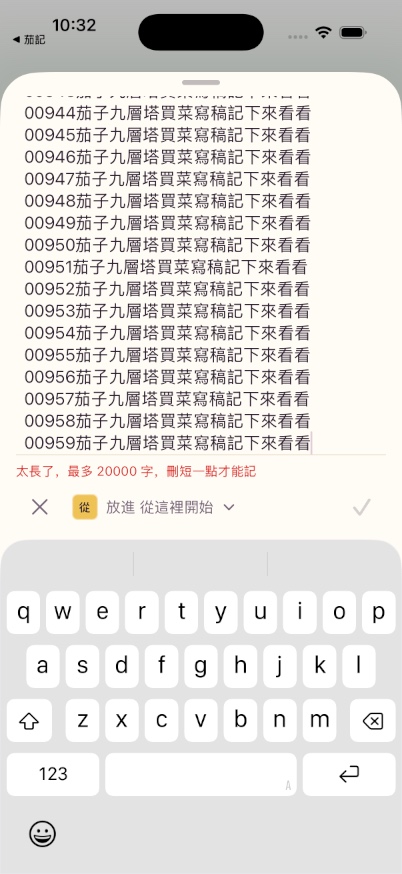 10:32
◀ 茄記
00944茄子九層塔買菜寫稿記下來看看
00945茄子九層塔買菜寫稿記下來看看
00946茄子九層塔買菜寫稿記下來看看
00947茄子九層塔買菜寫稿記下來看看
00948茄子九層塔買菜寫稿記下來看看
00949茄子九層塔買菜寫稿記下來看看
00950茄子九層塔買菜寫稿記下來看看
00951茄子九層塔買菜寫稿記下來看看
00952茄子九層塔買菜寫稿記下來看看
00953茄子九層塔買菜寫稿記下來看看
00954茄子九層塔買菜寫稿記下來看看
00955茄子九層塔買菜寫稿記下來看看
00956茄子九層塔買菜寫稿記下來看看
00957茄子九層塔買菜寫稿記下來看看
00958茄子九層塔買菜寫稿記下來看看
00959茄子九層塔買菜寫稿記下來看看
太長了，最多 20000 字，刪短一點才能記
從 放進 從這裡開始
q w e r t y u i o p
a s d f g h j k l
z x c v b n m
123